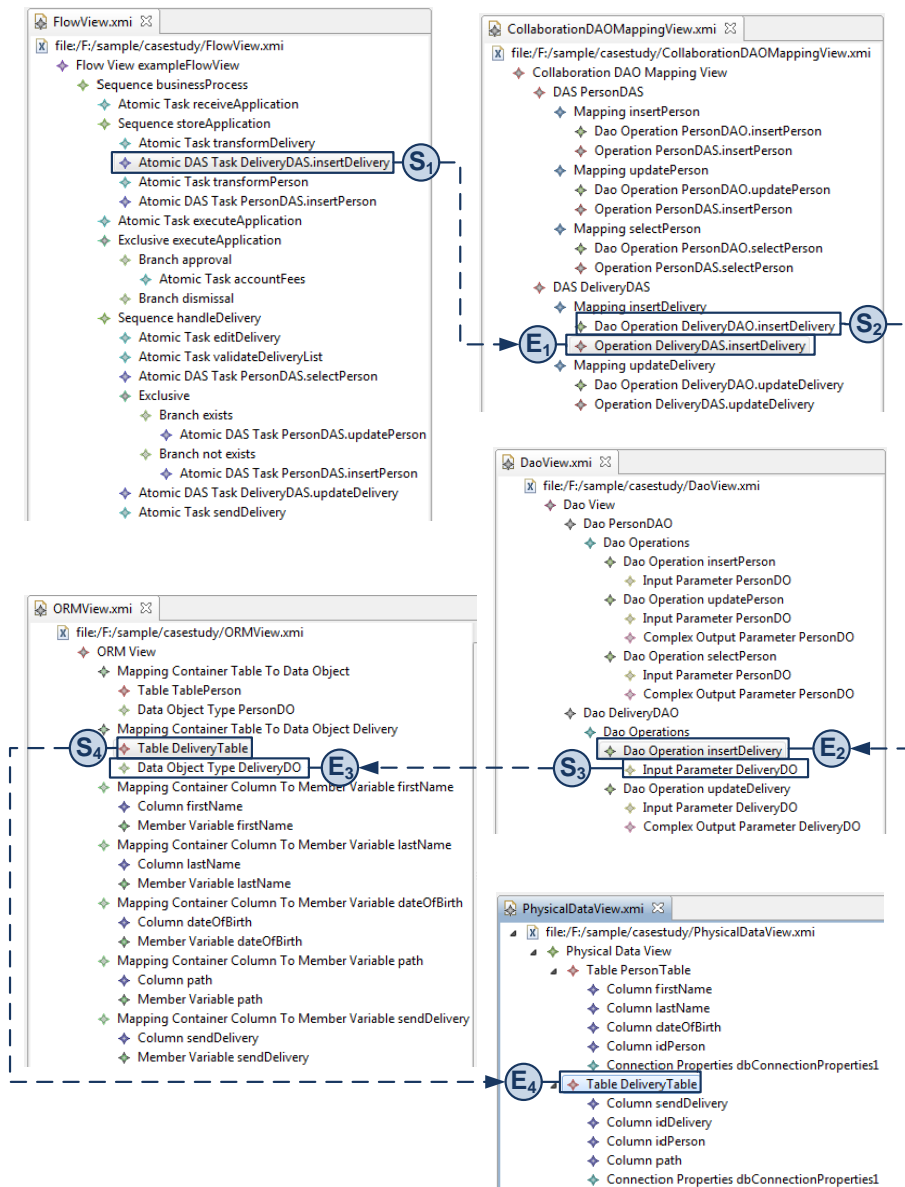 FlowView.xmi
file:/F:/sample/casestudy/FlowView.xmi
Flow View exampleFlowView
Sequence businessProcess
Atomic Task receiveApplication
Sequence storeApplication
Atomic Task transformDelivery
Atomic DAS Task DeliveryDAS.insertDelivery
S1
Atomic Task transformPerson
Atomic DAS Task PersonDAS.insertPerson
Atomic Task executeApplication
Exclusive executeApplication
Branch approval
Atomic Task accountFees
Branch dismissal
Sequence handleDelivery
Atomic Task editDelivery
Atomic Task validateDeliveryList
Atomic DAS Task PersonDAS.selectPerson
Exclusive
Branch exists
Atomic DAS Task PersonDAS.updatePerson
Branch not exists
Atomic DAS Task PersonDAS.insertPerson
Atomic DAS Task DeliveryDAS.updateDelivery
Atomic Task sendDelivery
CollaborationDAOMappingView.xmi
file:/F:/sample/casestudy/CollaborationDAOMappingView.xmi
Collaboration DAO Mapping View
DAS PersonDAS
Mapping insertPerson
Dao Operation PersonDAO.insertPerson
Operation PersonDAS.insertPerson
Mapping updatePerson
Dao Operation PersonDAO.updatePerson
Operation PersonDAS.insertPerson
Mapping selectPerson
Dao Operation PersonDAO.selectPerson
Operation PersonDAS.selectPerson
DAS DeliveryDAS
Mapping insertDelivery
Dao Operation DeliveryDAO.insertDelivery
S2
E1
Operation DeliveryDAS.insertDelivery
Mapping updateDelivery
Dao Operation DeliveryDAO.updateDelivery
Operation DeliveryDAS.updateDelivery
DaoView.xmi
file:/F:/sample/casestudy/DaoView.xmi
Dao View
Dao PersonDAO
Dao Operations
Dao Operation insertPerson
Input Parameter PersonDO
Dao Operation updatePerson
Input Parameter PersonDO
Complex Output Parameter PersonDO
Dao Operation selectPerson
Input Parameter PersonDO
Complex Output Parameter PersonDO
Dao DeliveryDAO
Dao Operations
Dao Operation insertDelivery
E2
S3
Input Parameter DeliveryDO
Dao Operation updateDelivery
Input Parameter DeliveryDO
Complex Output Parameter DeliveryDO
ORMView.xmi
file:/F:/sample/casestudy/ORMView.xmi
ORM View
Mapping Container Table To Data Object
Table TablePerson
Data Object Type PersonDO
Mapping Container Table To Data Object Delivery
S4
Table DeliveryTable
Data Object Type DeliveryDO
E3
Mapping Container Column To Member Variable firstName
Column firstName
Member Variable firstName
Mapping Container Column To Member Variable lastName
Column lastName
Member Variable lastName
Mapping Container Column To Member Variable dateOfBirth
Column dateOfBirth
Member Variable dateOfBirth
Mapping Container Column To Member Variable path
Column path
Member Variable path
Mapping Container Column To Member Variable sendDelivery
Column sendDelivery
Member Variable sendDelivery
PhysicalDataView.xmi
file:/F:/sample/casestudy/PhysicalDataView.xmi
Physical Data View
Table PersonTable
Column firstName
Column lastName
Column dateOfBirth
Column idPerson
Connection Properties dbConnectionProperties1
E4
Table DeliveryTable
Column sendDelivery
Column idDelivery
Column idPerson
Column path
Connection Properties dbConnectionProperties1